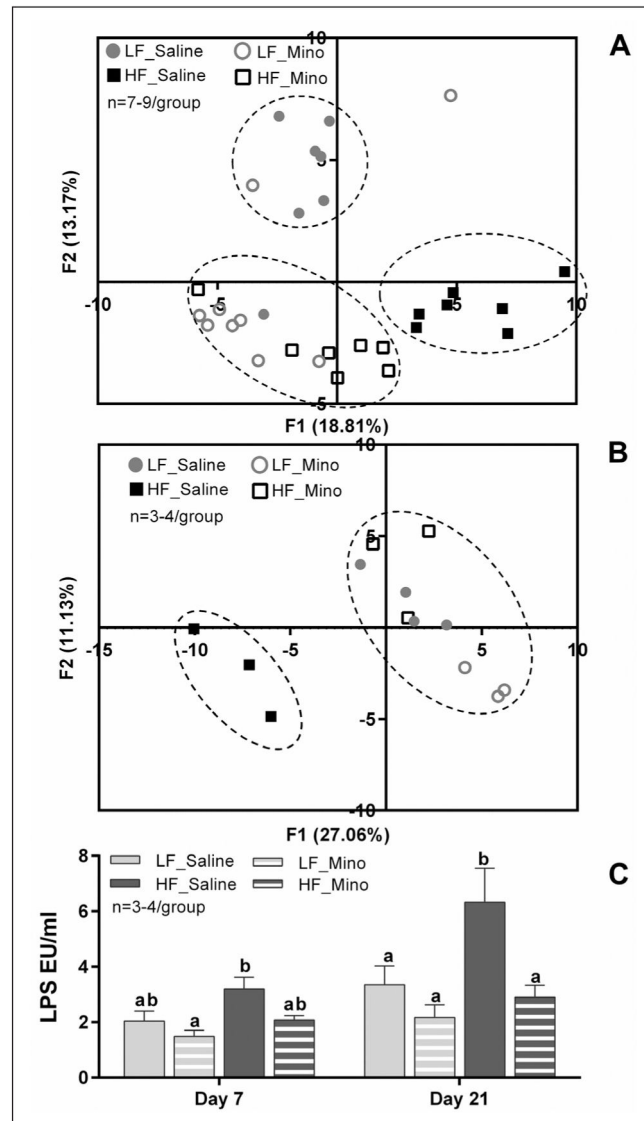 A
LF_Saline LF_Mino
HF_Saline HF_Mino
n=7-9/group
10
5
-10 -5 5 10
5
F2 (13.17%)
F1 (18.81%)
B
LF_Saline LF_Mino
HF_Saline HF_Mino
n=3-4/group
10
5
-15 -10 -5 5 10
-5
-10
F2 (11.13%)
F1 (27.06%)
C
LF_Saline LF_Mino
HF_Saline HF_Mino
n=3-4/group
LPS EU/ml
8
6
4
2
0
ab a b ab a a b a
Day 7 Day 21